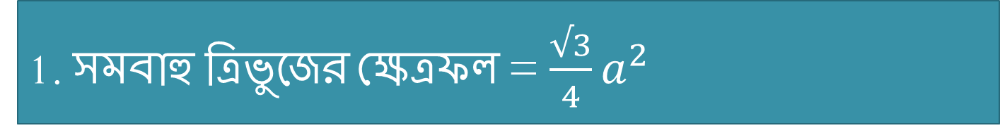 1. সমবাহু ত্রিভুজের ক্ষেত্রফল = √3/4 a²